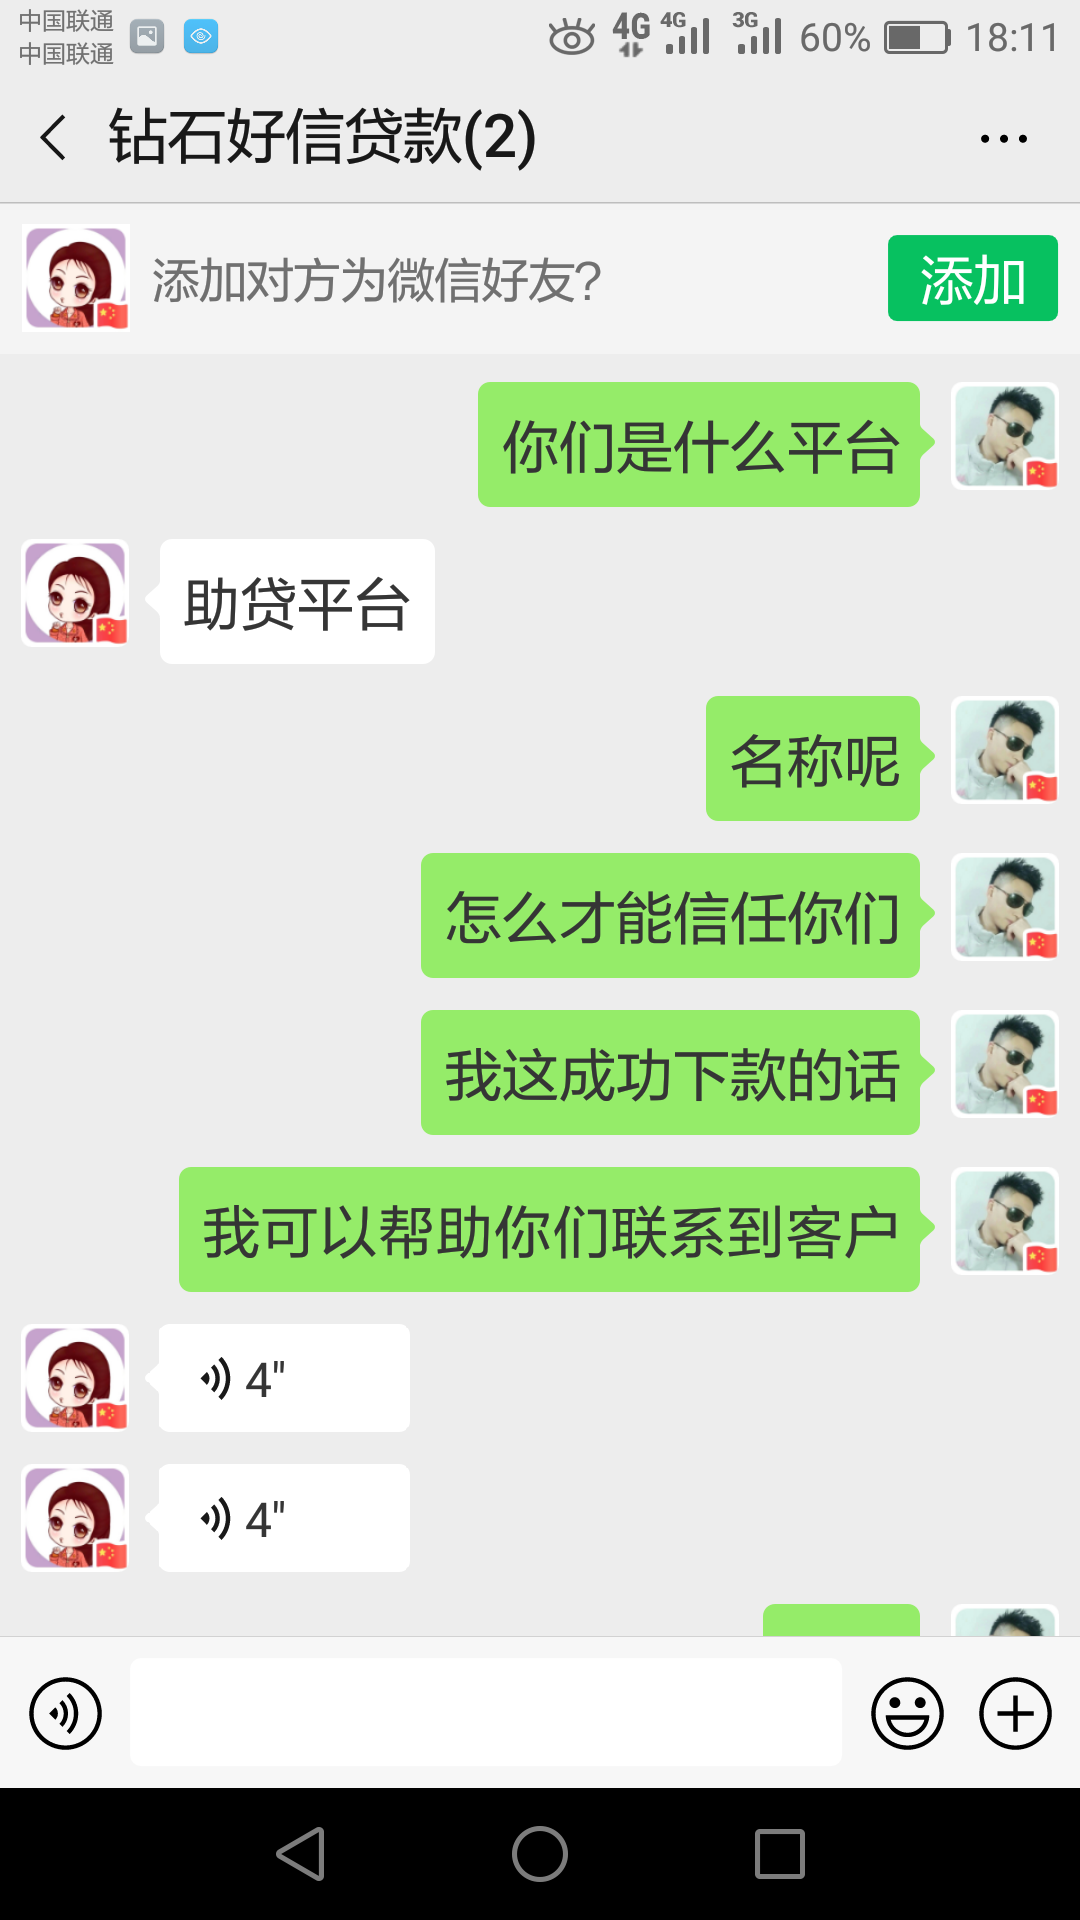 中国联通
中国联通
4G 4G 3G 60% 18:11
钻石好信贷款(2)
添加对方为微信好友?
添加
你们是什么平台
助贷平台
名称呢
怎么才能信任你们
我这成功下款的话
我可以帮助你们联系到客户
4"
4"